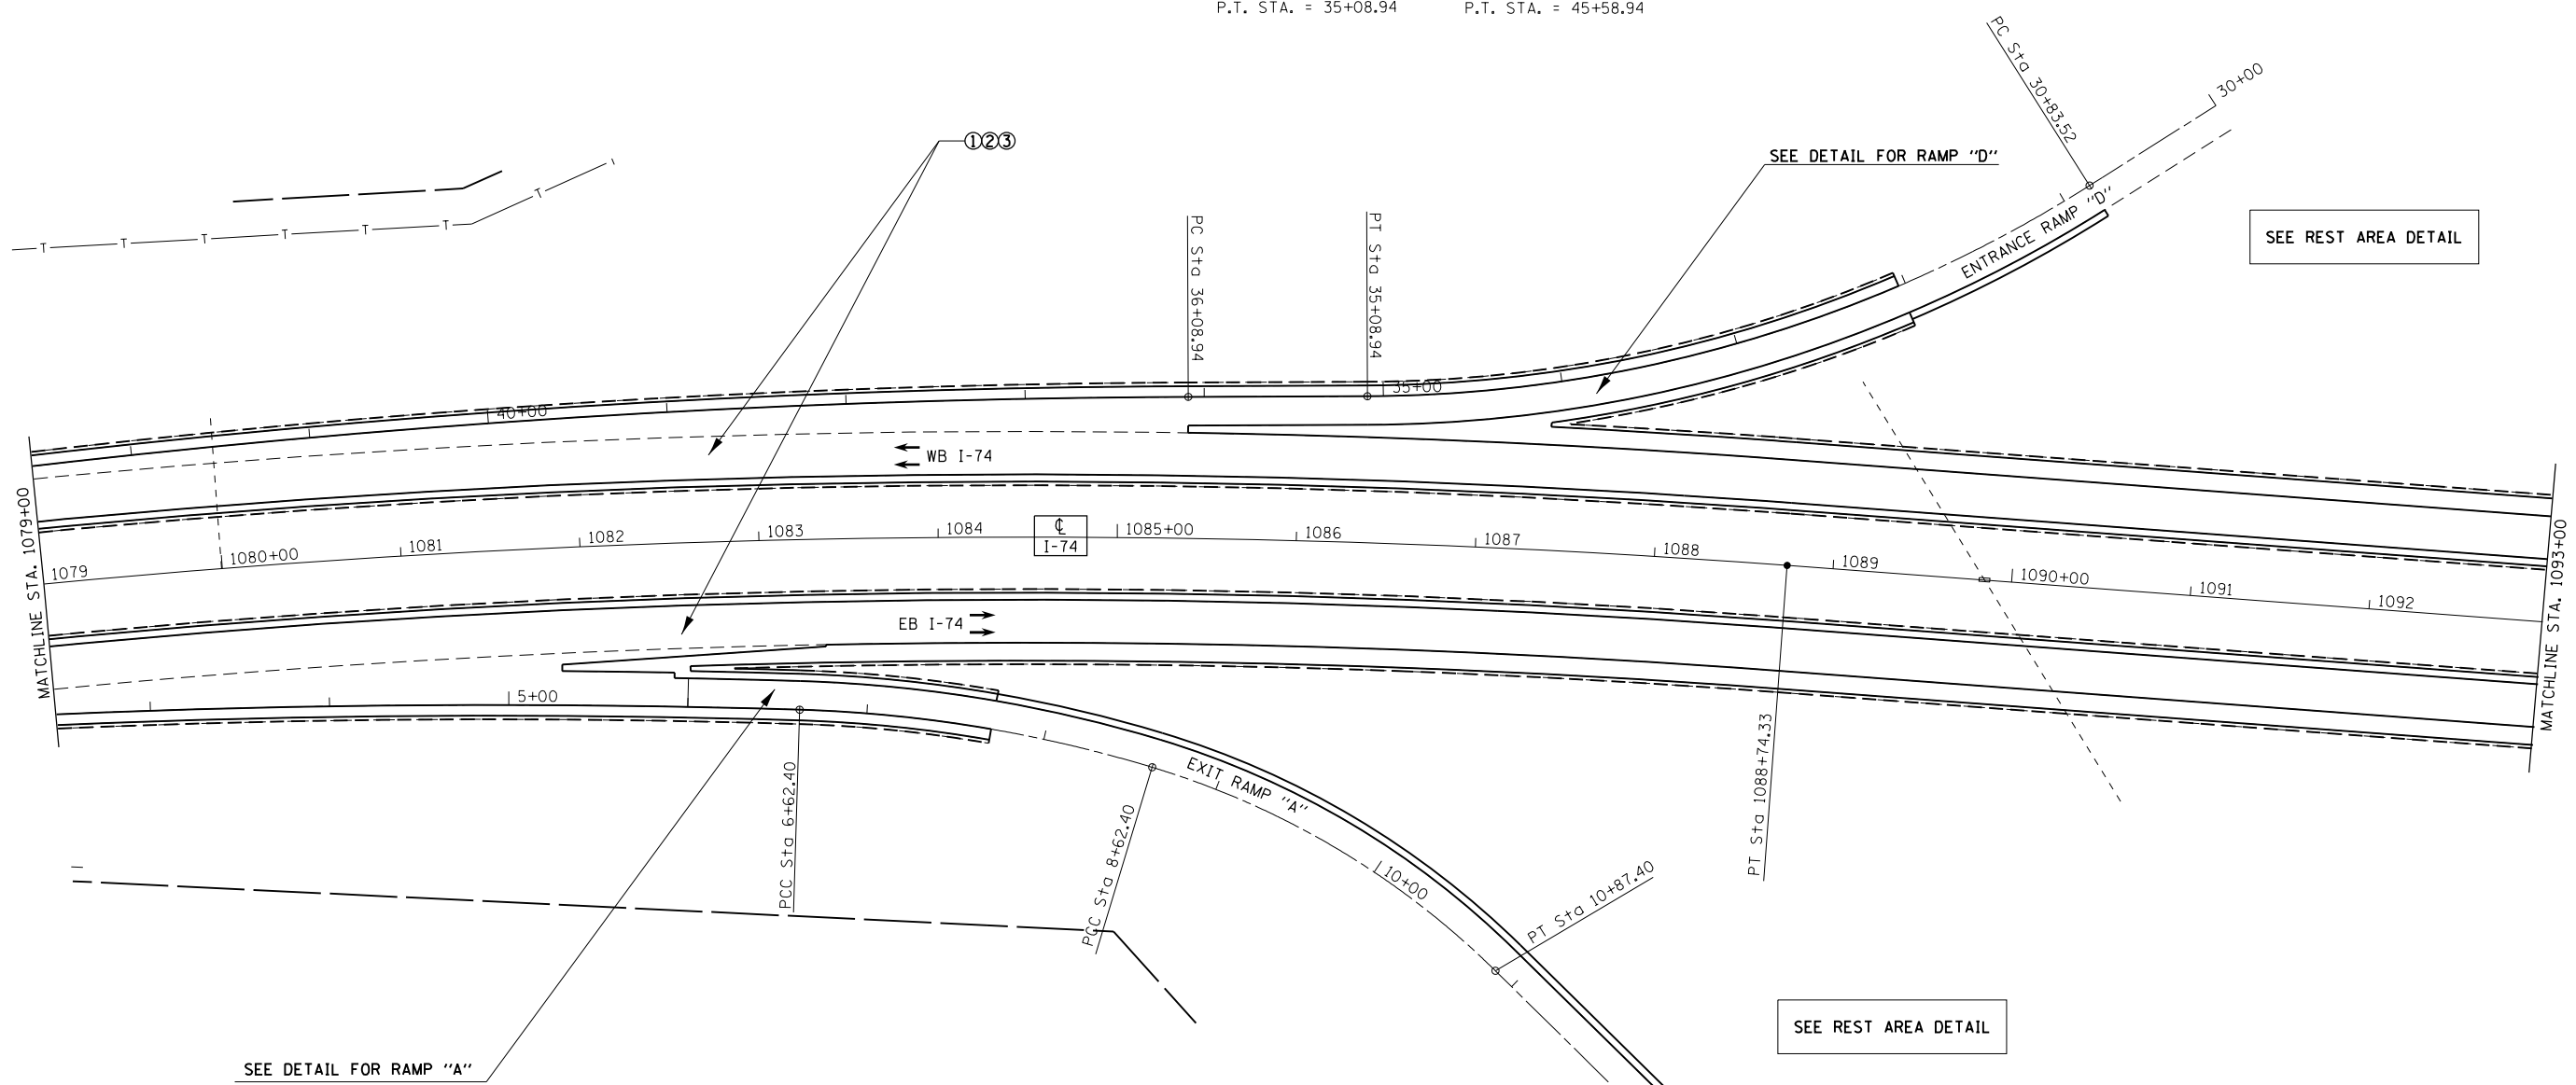 P.T. STA. = 35+08.94
P.T. STA. = 45+58.94
PC Sta 30+83.52
30+00
①②③
SEE DETAIL FOR RAMP "D"
ENTRANCE RAMP "D"
SEE REST AREA DETAIL
PC Sta 36+08.94
PT Sta 35+08.94
35+00
40+00
WB I-74
MATCHLINE STA. 1079+00
1079
1080+00
1081
1082
1083
1084
℄
I-74
1085+00
1086
1087
1088
1089
1090+00
1091
1092
MATCHLINE STA. 1093+00
EB I-74
5+00
PCC Sta 6+62.40
PCC Sta 8+62.40
EXIT RAMP "A"
10+00
PT Sta 10+87.40
PT Sta 1088+74.33
SEE REST AREA DETAIL
SEE DETAIL FOR RAMP "A"
T T T T T T T